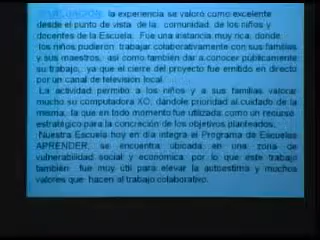 EVALUACION: la experiencia se valoró como excelente
desde el punto de vista de la comunidad, de los niños y
docentes de la Escuela. Fue una instancia muy rica, donde
los niños pudieron trabajar colaborativamente con sus familias
y sus maestros, así como también dar a conocer públicamente
su trabajo, ya que el cierre del proyecto fue emitido en directo
por un canal de televisión local.
La actividad permitió a los niños y a sus familias valorar
mucho su computadora XO, dándole prioridad al cuidado de la
misma, la que en todo momento fue utilizada como un recurso
estratégico para la concreción de los objetivos planteados.
Nuestra Escuela hoy en día integra el Programa de Escuelas
APRENDER, se encuentra ubicada en una zona de
vulnerabilidad social y económica por lo que este trabajo
también fue muy útil para elevar la autoestima y muchos
valores que hacen al trabajo colaborativo.